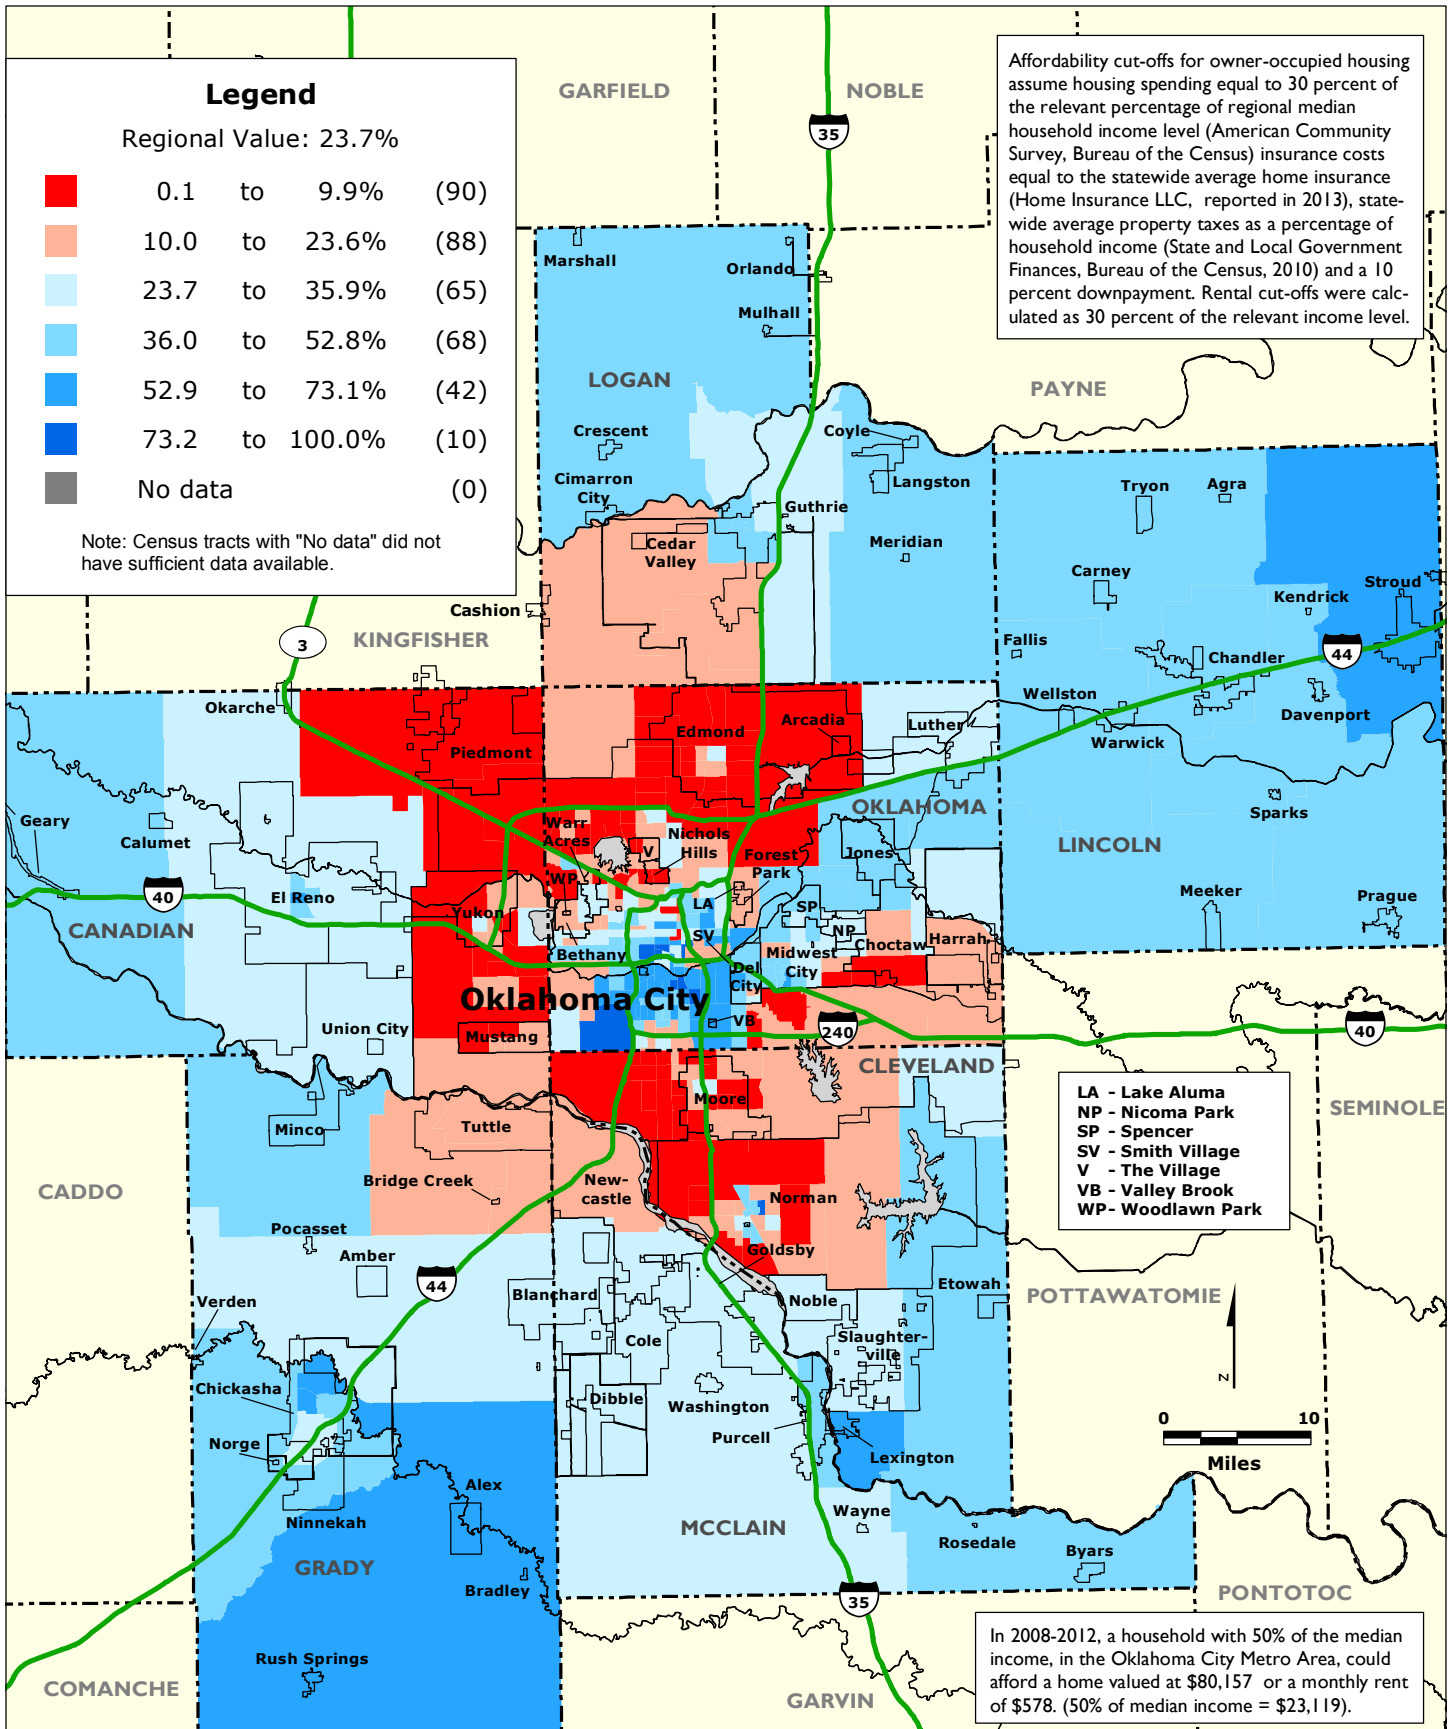 Legend
Regional Value: 23.7%
0.1 to 9.9% (90)
10.0 to 23.6% (88)
23.7 to 35.9% (65)
36.0 to 52.8% (68)
52.9 to 73.1% (42)
73.2 to 100.0% (10)
No data (0)
Note: Census tracts with "No data" did not
have sufficient data available.
GARFIELD
NOBLE
35
Affordability cut-offs for owner-occupied housing
assume housing spending equal to 30 percent of
the relevant percentage of regional median
household income level (American Community
Survey, Bureau of the Census) insurance costs
equal to the statewide average home insurance
(Home Insurance LLC, reported in 2013), state-
wide average property taxes as a percentage of
household income (State and Local Government
Finances, Bureau of the Census, 2010) and a 10
percent downpayment. Rental cut-offs were calc-
ulated as 30 percent of the relevant income level.
Marshall
Orlando
Mulhall
LOGAN
PAYNE
Crescent
Coyle
Cimarron
City
Langston
Guthrie
Tryon
Agra
Cedar
Valley
Meridian
Carney
Stroud
Kendrick
Cashion
KINGFISHER
3
Fallis
44
Chandler
Okarche
Wellston
Davenport
Edmond
Arcadia
Luther
Piedmont
Warwick
OKLAHOMA
Sparks
Geary
Calumet
Warr
Acres
Nichols
Hills
V
Forest
Park
Jones
LINCOLN
40
El Reno
WP
LA
SP
Meeker
Prague
CANADIAN
Yukon
SV
NP
Choctaw
Harrah
Bethany
Midwest
City
Del
City
Oklahoma City
VB
Union City
Mustang
240
40
CLEVELAND
LA - Lake Aluma
NP - Nicoma Park
SP - Spencer
SV - Smith Village
V - The Village
VB - Valley Brook
WP- Woodlawn Park
SEMINOLE
Minco
Tuttle
Moore
CADDO
Bridge Creek
New-
castle
Norman
Pocasset
Amber
Goldsby
44
Blanchard
Noble
Etowah
POTTAWATOMIE
Verden
Cole
Slaughter-
ville
N
Chickasha
Dibble
Washington
0 10
Miles
Norge
Purcell
Lexington
Alex
Ninnekah
MCCLAIN
Wayne
Rosedale
Byars
GRADY
Bradley
35
PONTOTOC
Rush Springs
COMANCHE
GARVIN
In 2008-2012, a household with 50% of the median
income, in the Oklahoma City Metro Area, could
afford a home valued at $80,157 or a monthly rent
of $578. (50% of median income = $23,119).